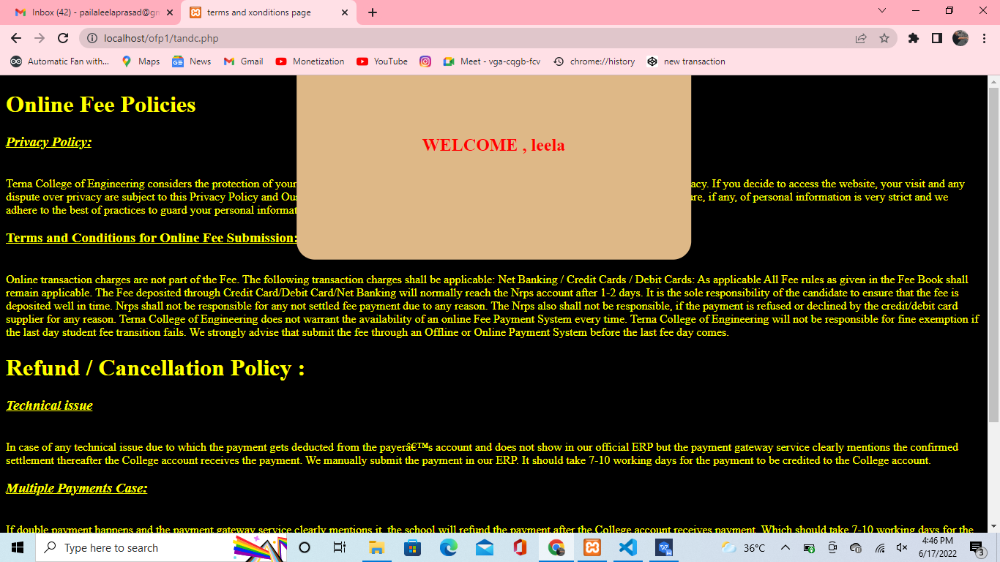 Inbox (42) - pailaleelaprasad@gm
terms and xonditions page
localhost/ofp1/tandc.php
Automatic Fan with...
Maps
News
Gmail
Monetization
YouTube
Meet - vga-cqgb-fcv
chrome://history
new transaction
Online Fee Policies
Privacy Policy:
WELCOME , leela
Terna College of Engineering considers the protection of your acy. If you decide to access the website, your visit and any
dispute over privacy are subject to this Privacy Policy and Our re, if any, of personal information is very strict and we
adhere to the best of practices to guard your personal informat
Terms and Conditions for Online Fee Submission:
Online transaction charges are not part of the Fee. The following transaction charges shall be applicable: Net Banking / Credit Cards / Debit Cards: As applicable All Fee rules as given in the Fee Book shall
remain applicable. The Fee deposited through Credit Card/Debit Card/Net Banking will normally reach the Nrps account after 1-2 days. It is the sole responsibility of the candidate to ensure that the fee is
deposited well in time. Nrps shall not be responsible for any not settled fee payment due to any reason. The Nrps also shall not be responsible, if the payment is refused or declined by the credit/debit card
supplier for any reason. Terna College of Engineering does not warrant the availability of an online Fee Payment System every time. Terna College of Engineering will not be responsible for fine exemption if
the last day student fee transition fails. We strongly advise that submit the fee through an Offline or Online Payment System before the last fee day comes.
Refund / Cancellation Policy :
Technical issue
In case of any technical issue due to which the payment gets deducted from the payerâ€™s account and does not show in our official ERP but the payment gateway service clearly mentions the confirmed
settlement thereafter the College account receives the payment. We manually submit the payment in our ERP. It should take 7-10 working days for the payment to be credited to the College account.
Multiple Payments Case:
If double payment happens and the payment gateway service clearly mentions it, the school will refund the payment after the College account receives payment. Which should take 7-10 working days for the
Type here to search
36°C
4:46 PM
6/17/2022
3